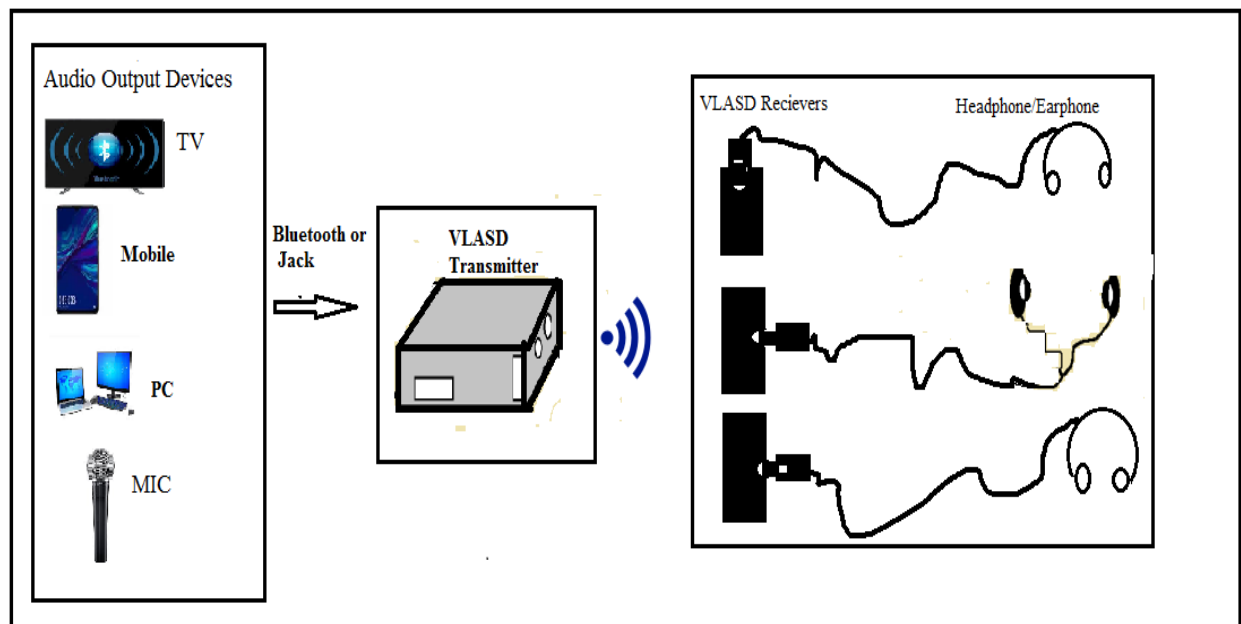 Audio Output Devices
TV
Mobile
PC
MIC
Bluetooth or
Jack
VLASD
Transmitter
VLASD Recievers
Headphone/Earphone